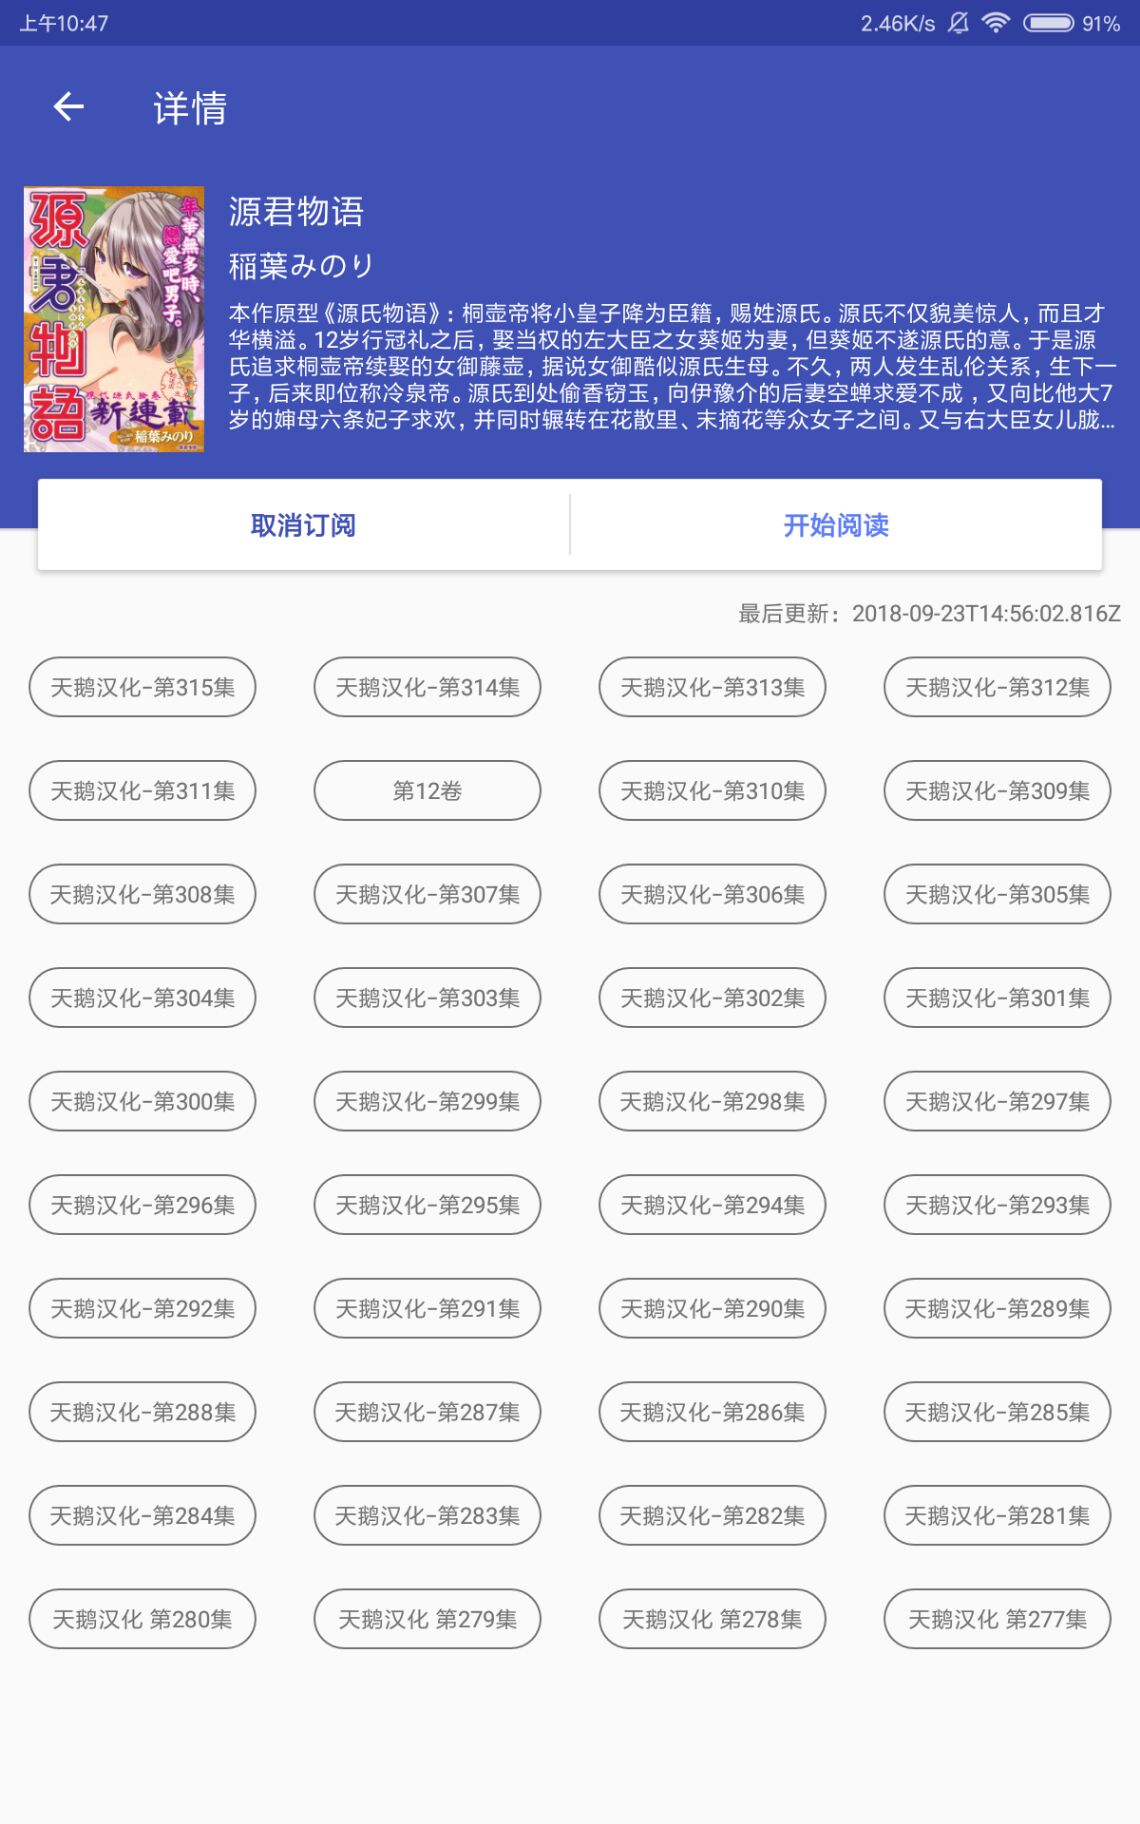 上午10:47
2.46K/s
91%
详情
源君物語
年華無多時、
戀愛吧男子。
新連載
稲葉みのり
源君物语
稲葉みのり
本作原型《源氏物语》：桐壶帝将小皇子降为臣籍，赐姓源氏。源氏不仅貌美惊人，而且才
华横溢。12岁行冠礼之后，娶当权的左大臣之女葵姬为妻，但葵姬不遂源氏的意。于是源
氏追求桐壶帝续娶的女御藤壶，据说女御酷似源氏生母。不久，两人发生乱伦关系，生下一
子，后来即位称冷泉帝。源氏到处偷香窃玉，向伊豫介的后妻空蝉求爱不成，又向比他大7
岁的婶母六条妃子求欢，并同时辗转在花散里、末摘花等众女子之间。又与右大臣女儿胧...
取消订阅
开始阅读
最后更新：2018-09-23T14:56:02.816Z
天鹅汉化-第315集
天鹅汉化-第314集
天鹅汉化-第313集
天鹅汉化-第312集
天鹅汉化-第311集
第12卷
天鹅汉化-第310集
天鹅汉化-第309集
天鹅汉化-第308集
天鹅汉化-第307集
天鹅汉化-第306集
天鹅汉化-第305集
天鹅汉化-第304集
天鹅汉化-第303集
天鹅汉化-第302集
天鹅汉化-第301集
天鹅汉化-第300集
天鹅汉化-第299集
天鹅汉化-第298集
天鹅汉化-第297集
天鹅汉化-第296集
天鹅汉化-第295集
天鹅汉化-第294集
天鹅汉化-第293集
天鹅汉化-第292集
天鹅汉化-第291集
天鹅汉化-第290集
天鹅汉化-第289集
天鹅汉化-第288集
天鹅汉化-第287集
天鹅汉化-第286集
天鹅汉化-第285集
天鹅汉化-第284集
天鹅汉化-第283集
天鹅汉化-第282集
天鹅汉化-第281集
天鹅汉化 第280集
天鹅汉化 第279集
天鹅汉化 第278集
天鹅汉化 第277集